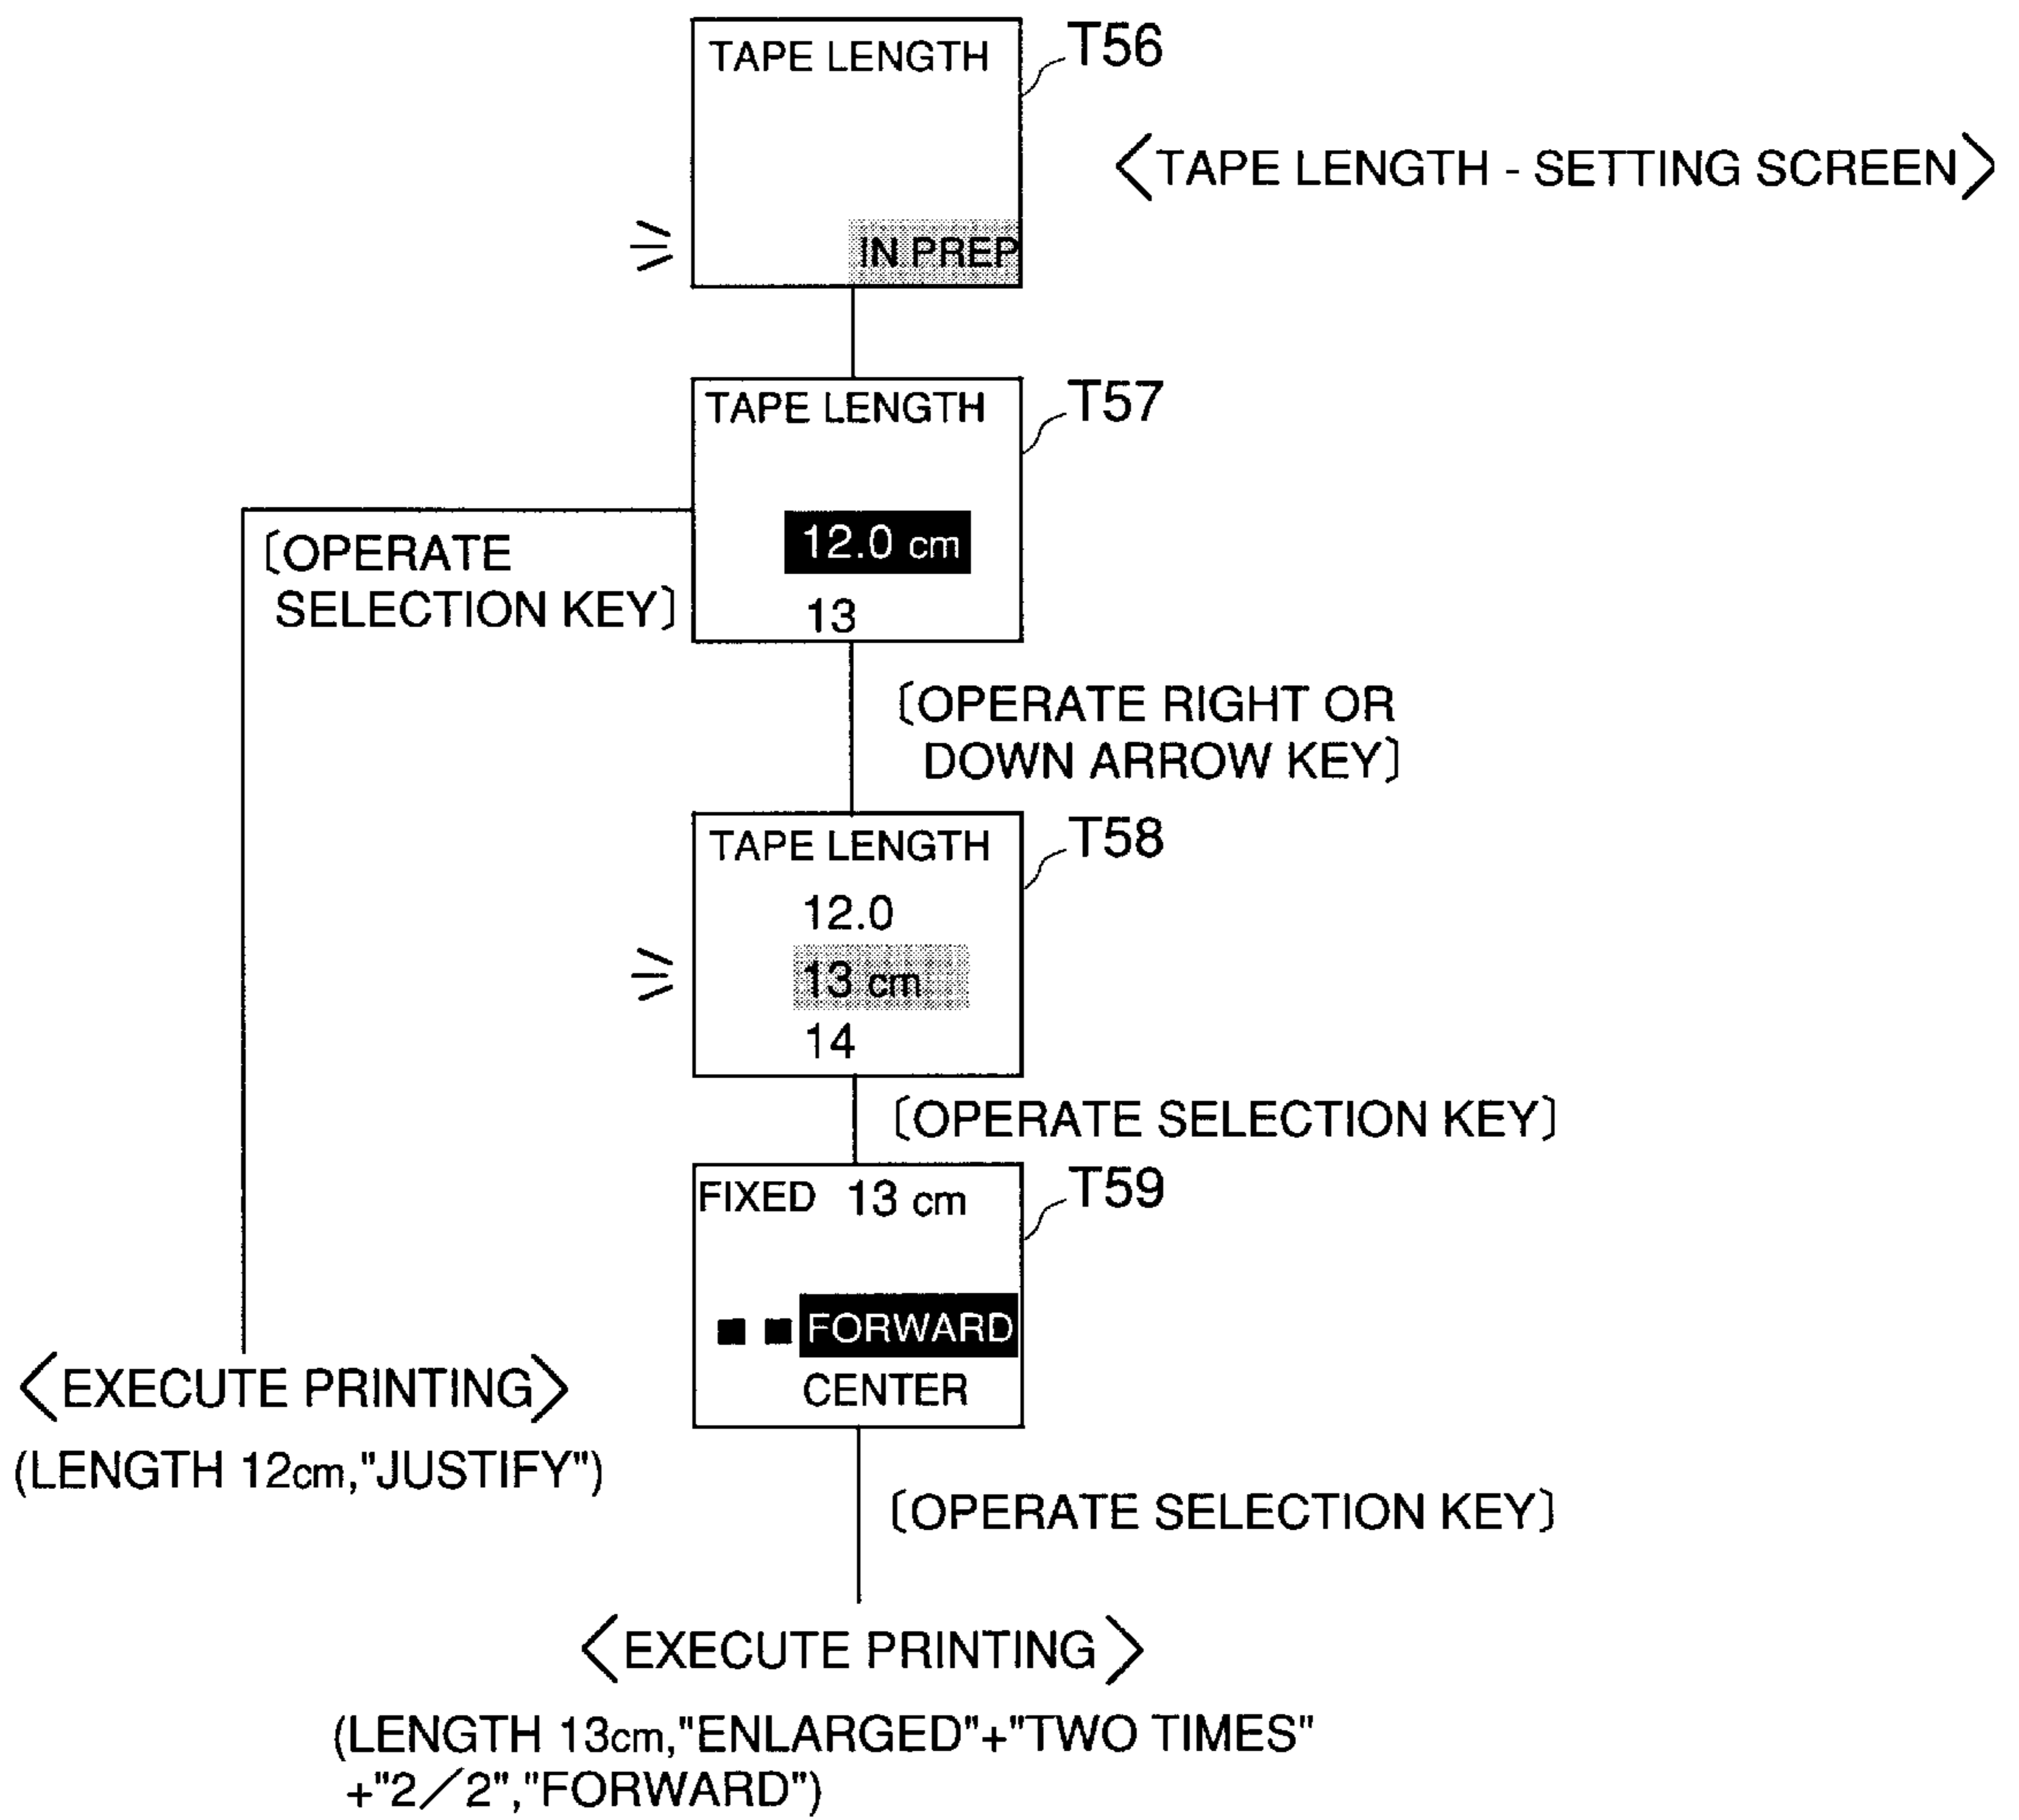 TAPE LENGTH
T56
<TAPE LENGTH - SETTING SCREEN>
IN PREP
TAPE LENGTH
T57
12.0 cm
13
〔OPERATE
SELECTION KEY〕
〔OPERATE RIGHT OR
DOWN ARROW KEY〕
TAPE LENGTH
T58
12.0
13 cm
14
〔OPERATE SELECTION KEY〕
FIXED 13 cm
T59
■ ■ FORWARD
CENTER
<EXECUTE PRINTING>
(LENGTH 12cm,"JUSTIFY")
〔OPERATE SELECTION KEY〕
<EXECUTE PRINTING>
(LENGTH 13cm,"ENLARGED"+"TWO TIMES"
+"2/2","FORWARD")